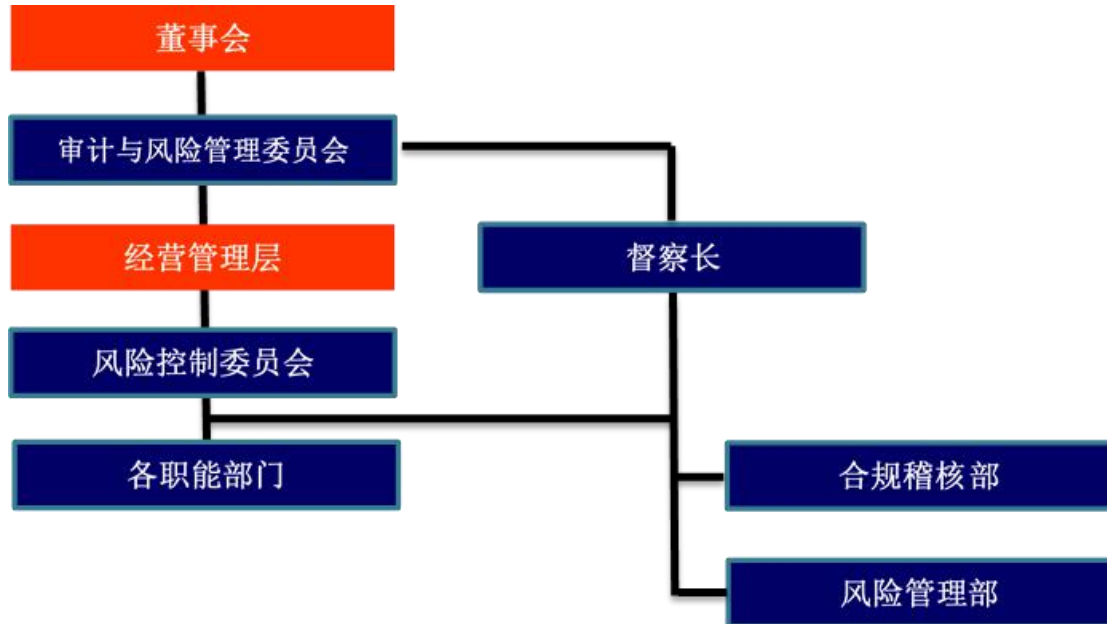 董事会
审计与风险管理委员会
经营管理层
督察长
风险控制委员会
各职能部门
合规稽核部
风险管理部